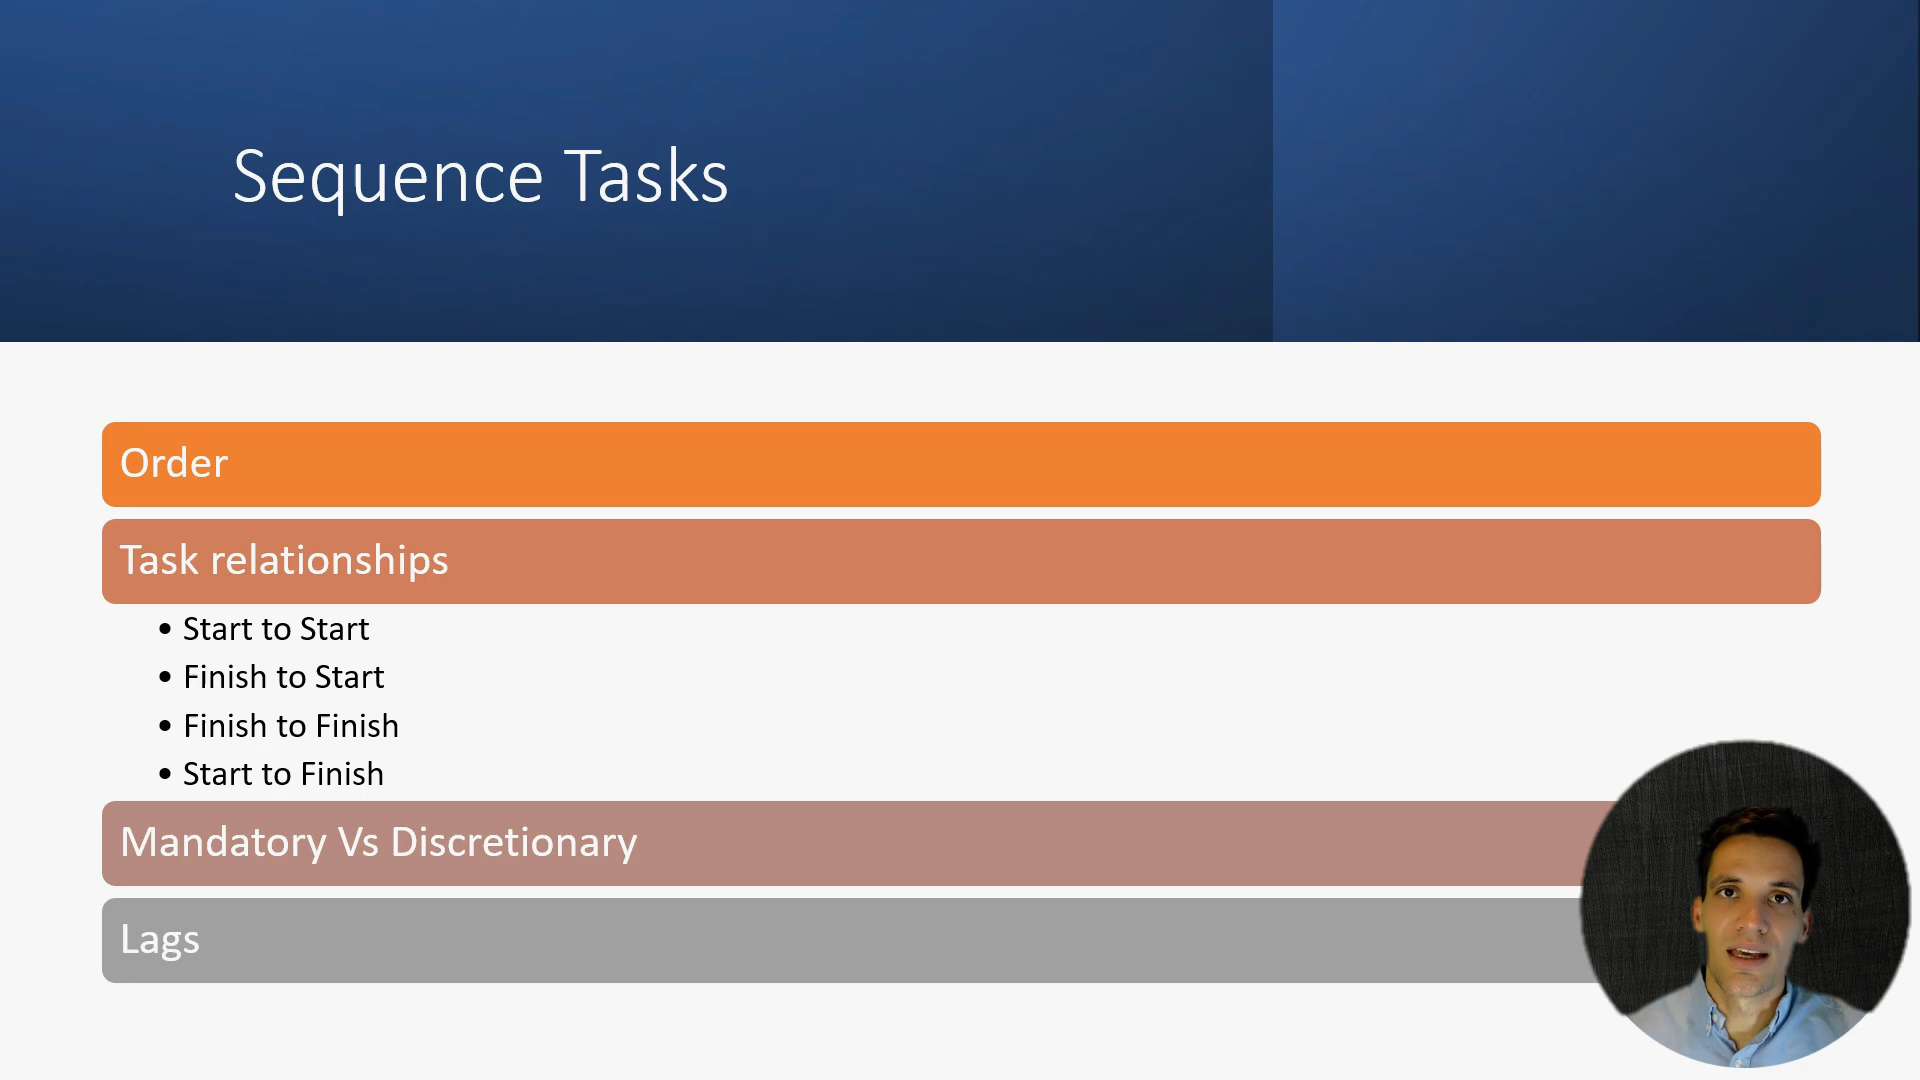 Sequence Tasks
Order
Task relationships
• Start to Start
• Finish to Start
• Finish to Finish
• Start to Finish
Mandatory Vs Discretionary
Lags